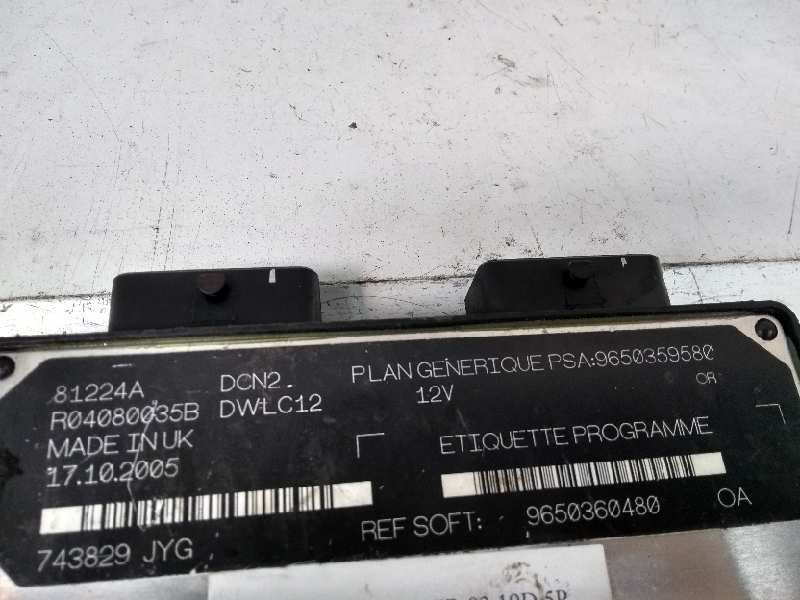 81224A DCN2. PLAN GENERIQUE PSA:9650359580
R04080035B DWLC12 12V OR
MADE IN UK
17.10.2005 ETIQUETTE PROGRAMME
REF SOFT: 9650360480 OA
743829 JYG